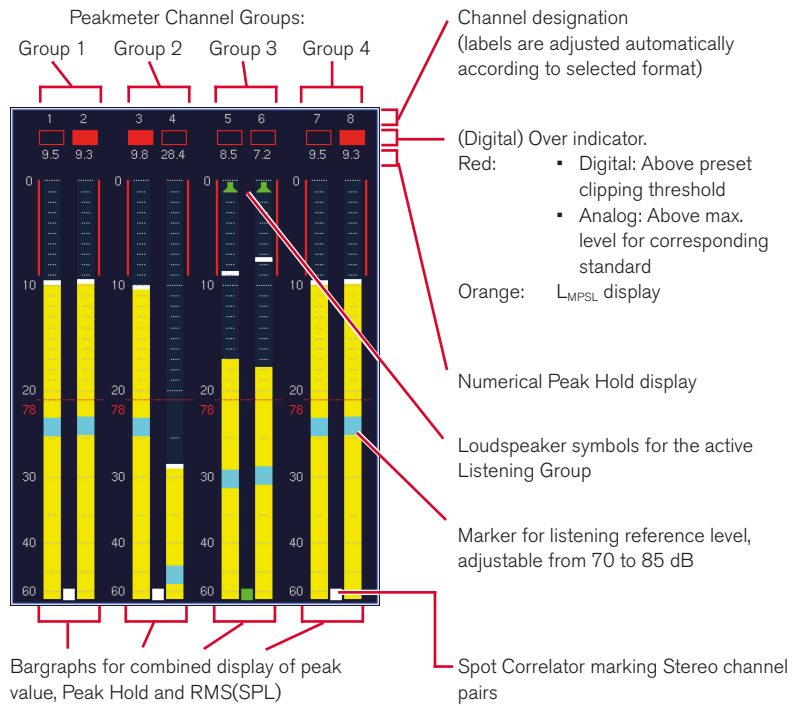 Peakmeter Channel Groups:
Group 1 Group 2 Group 3 Group 4
Channel designation
(labels are adjusted automatically
according to selected format)
1 2 3 4 5 6 7 8
9.5 9.3 9.8 28.4 8.5 7.2 9.5 9.3
(Digital) Over indicator.
Red: ▪ Digital: Above preset
clipping threshold
▪ Analog: Above max.
level for corresponding
standard
Orange: LMPSL display
0 0 0 0
10 10 10 10
20 20 20 20
78 78 78 78
30 30 30 30
40 40 40 40
60 60 60 60
Numerical Peak Hold display
Loudspeaker symbols for the active
Listening Group
Marker for listening reference level,
adjustable from 70 to 85 dB
Bargraphs for combined display of peak
value, Peak Hold and RMS(SPL)
Spot Correlator marking Stereo channel
pairs